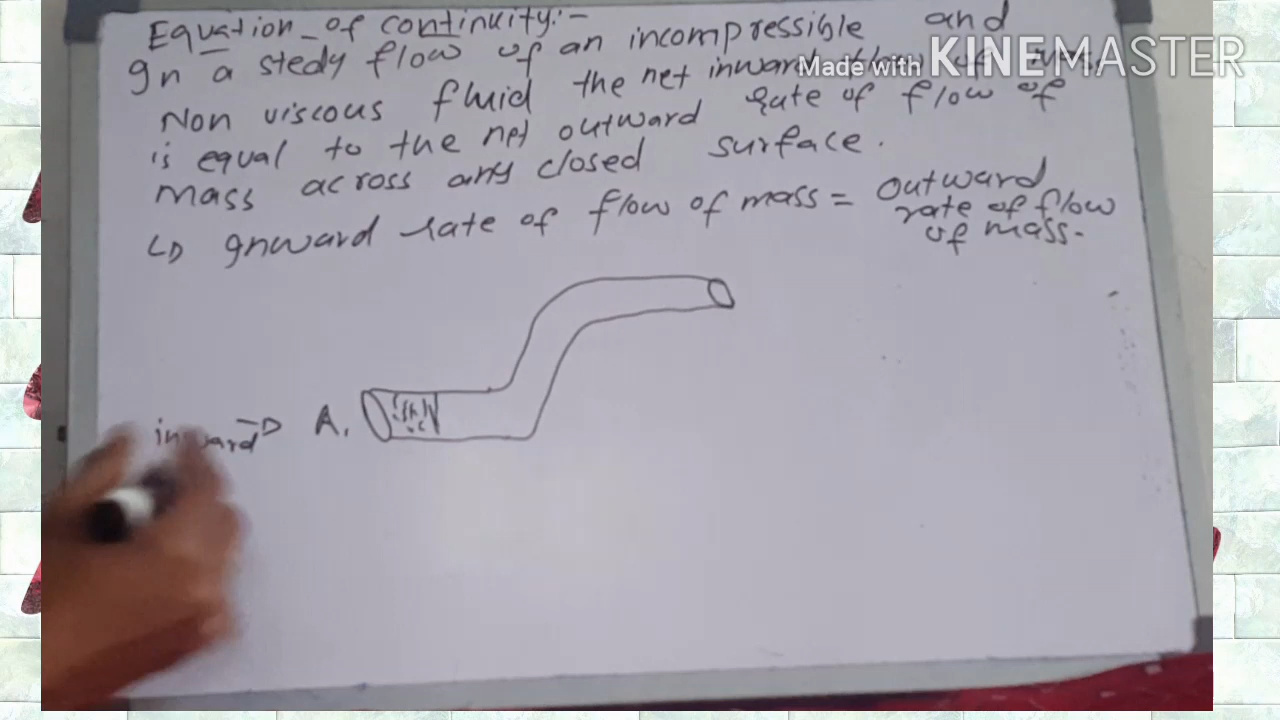 Equation of continuity:-
In a stedy flow of an incompressible and
Non viscous fluid the net inward
is equal to the net outward rate of flow of
mass across any closed surface.
Inward rate of flow of mass = outward
rate of flow
of mass.
inward
A,
Made with KINEMASTER